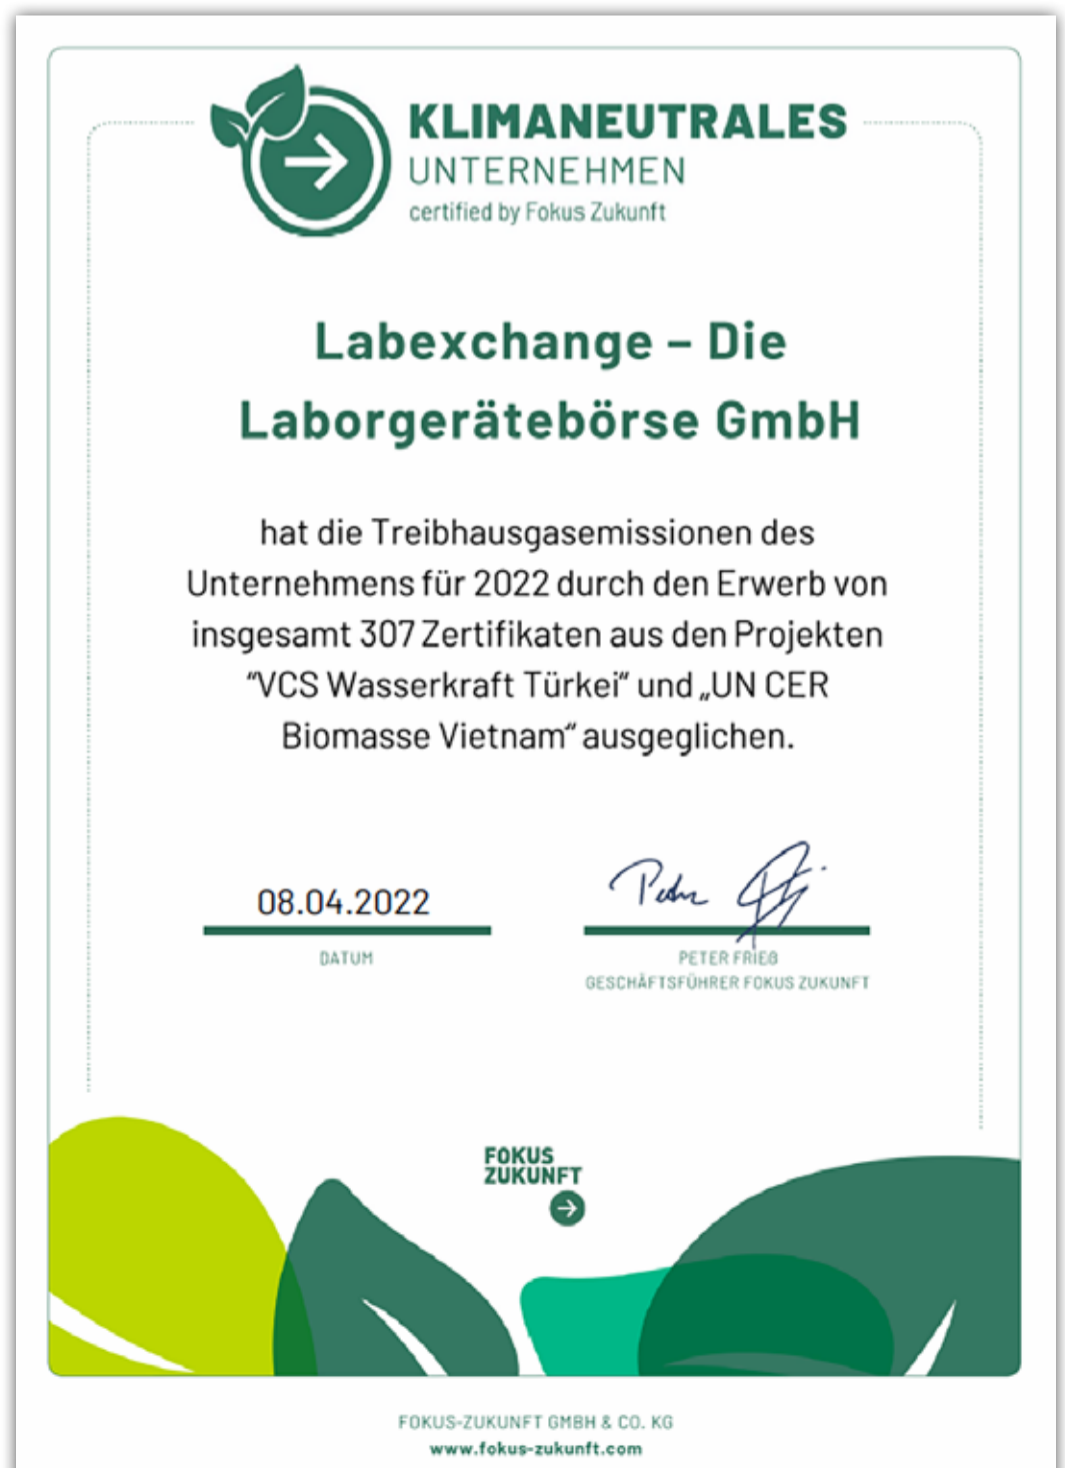 KLIMANEUTRALES
UNTERNEHMEN
certified by Fokus Zukunft
Labexchange – Die
Laborgerätebörse GmbH
hat die Treibhausgasemissionen des
Unternehmens für 2022 durch den Erwerb von
insgesamt 307 Zertifikaten aus den Projekten
“VCS Wasserkraft Türkei“ und „UN CER
Biomasse Vietnam“ ausgeglichen.
08.04.2022
DATUM
PETER FRIEß
GESCHÄFTSFÜHRER FOKUS ZUKUNFT
FOKUS
ZUKUNFT
FOKUS-ZUKUNFT GMBH & CO. KG
www.fokus-zukunft.com